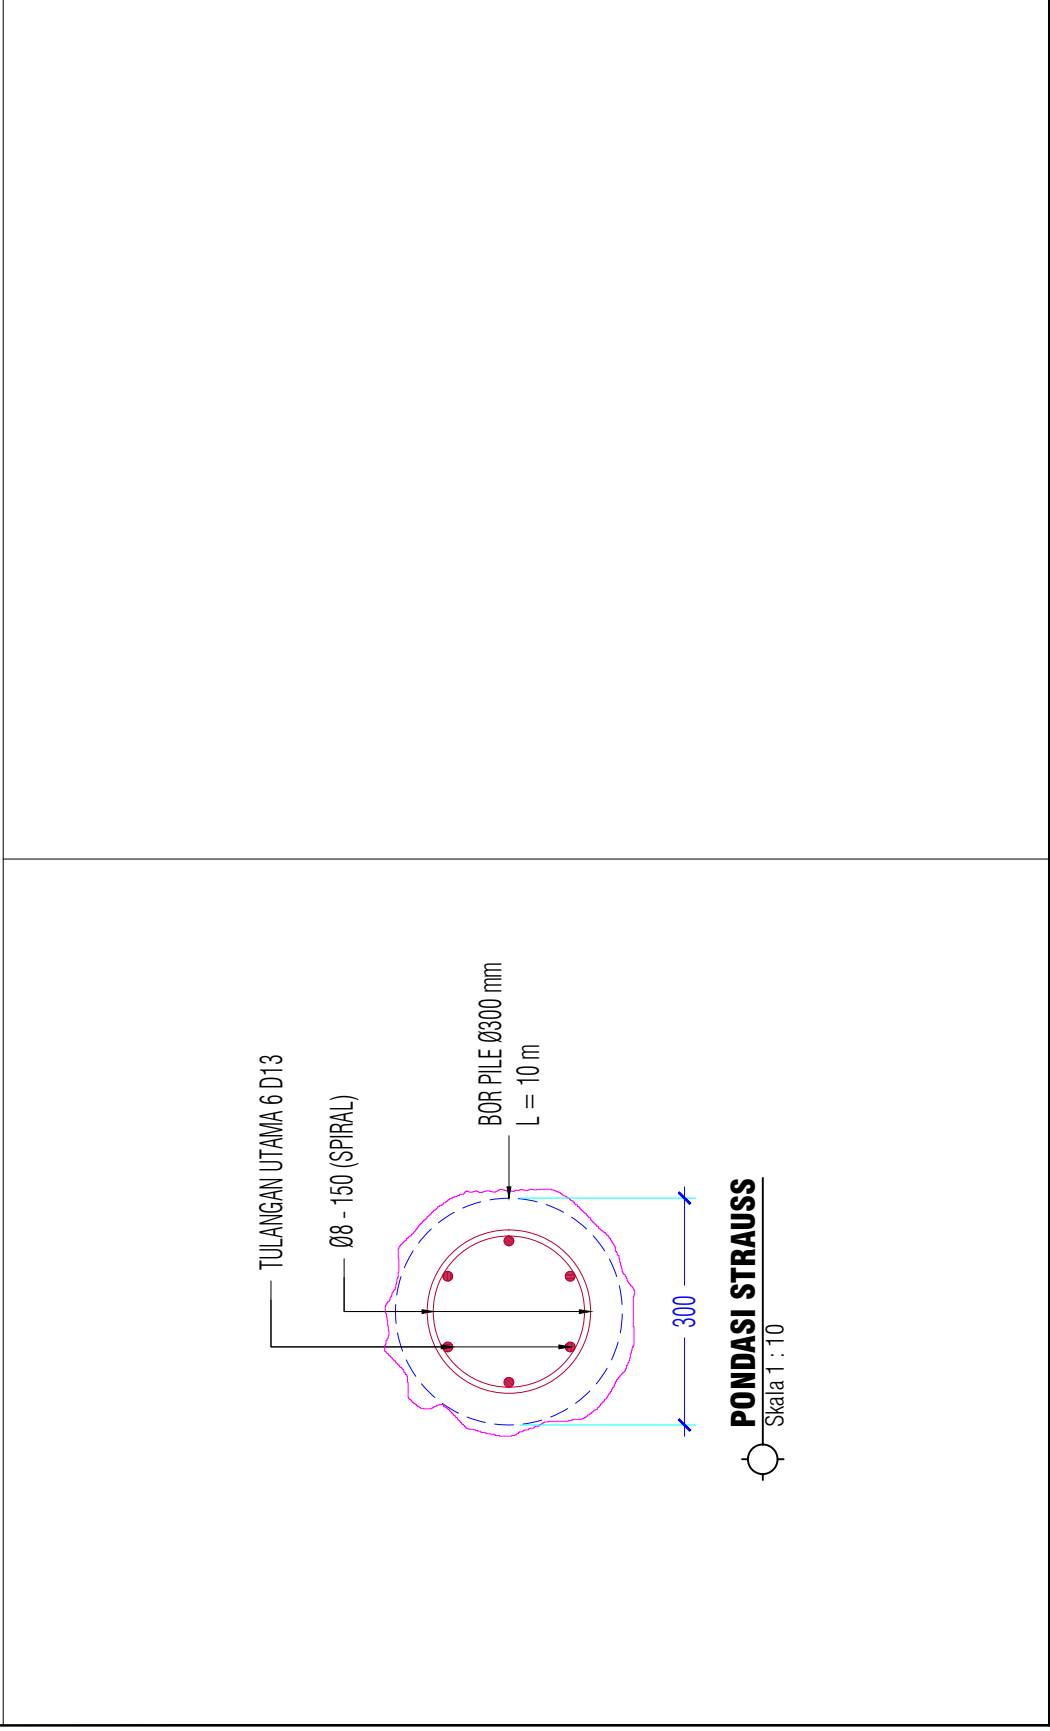 TULANGAN UTAMA 6 D13
Ø8 - 150 (SPIRAL)
BOR PILE Ø300 mm
L = 10 m
300
PONDASI STRAUSS
Skala 1 : 10